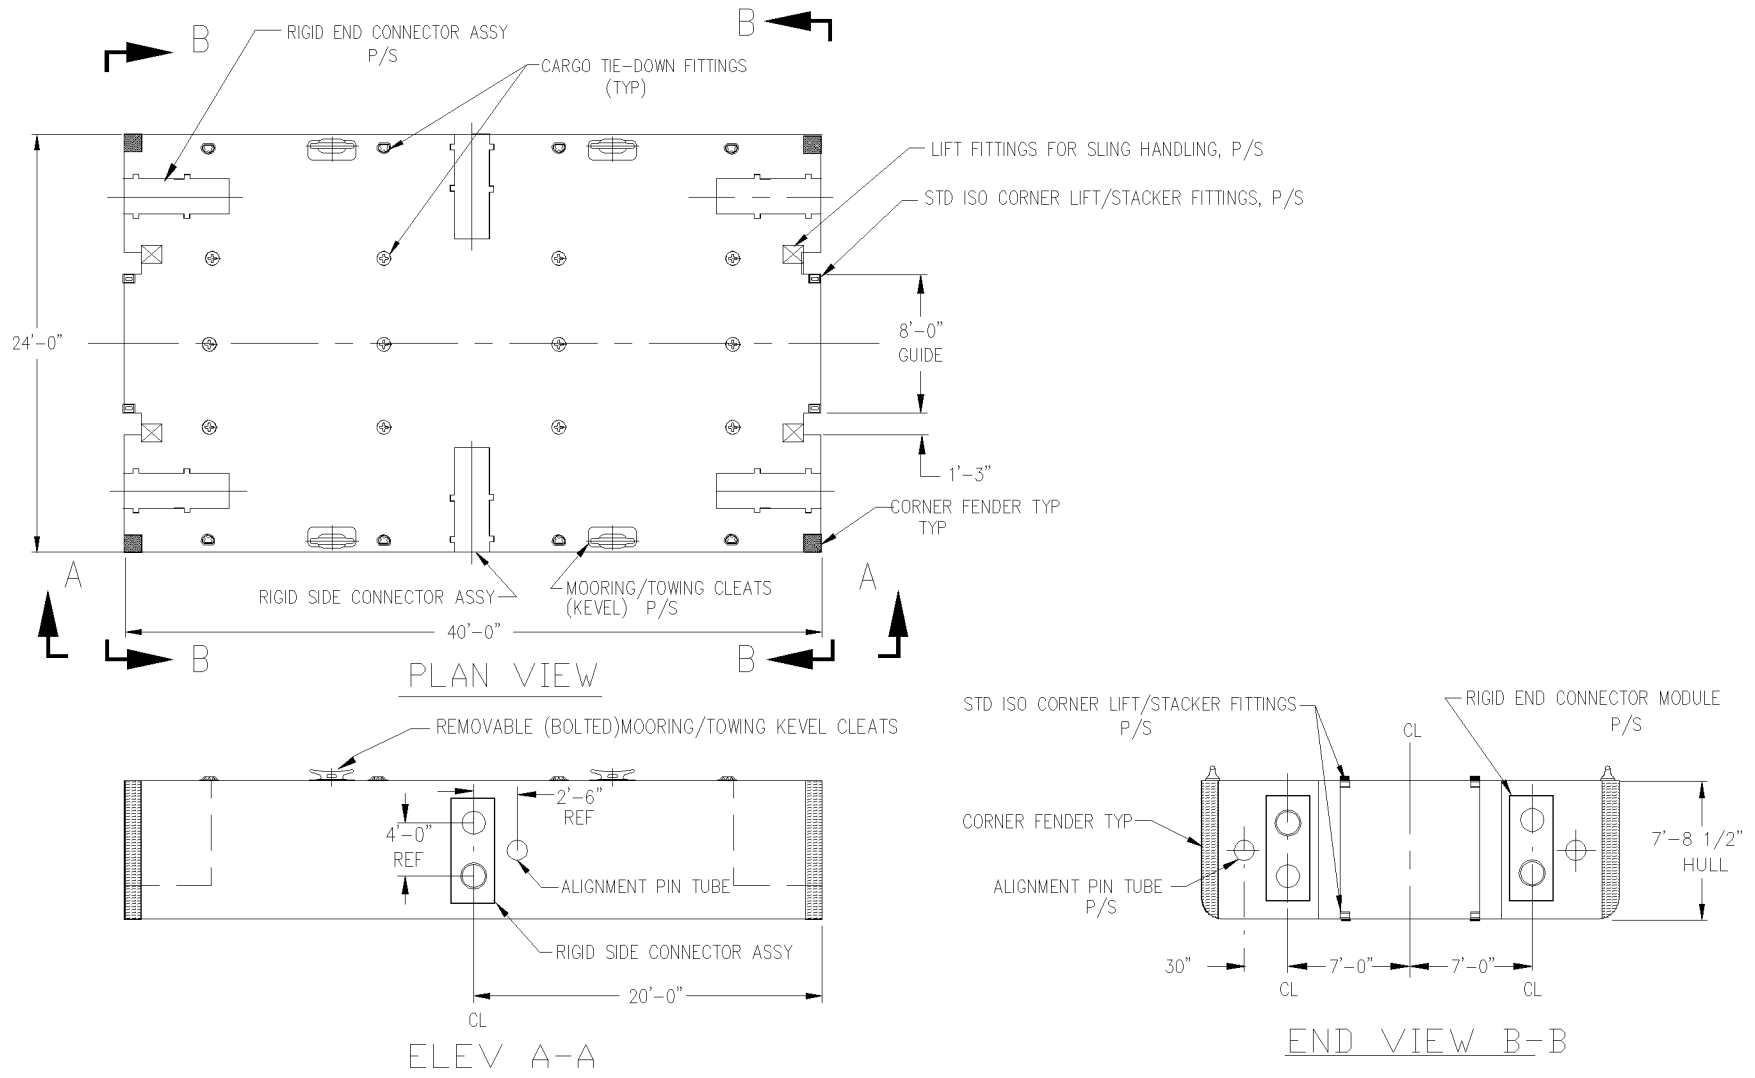 B
B
RIGID END CONNECTOR ASSY
P/S
CARGO TIE-DOWN FITTINGS
(TYP)
LIFT FITTINGS FOR SLING HANDLING, P/S
STD ISO CORNER LIFT/STACKER FITTINGS, P/S
24'-0"
8'-0"
GUIDE
1'-3"
CORNER FENDER TYP
TYP
A
A
RIGID SIDE CONNECTOR ASSY
MOORING/TOWING CLEATS
(KEVEL) P/S
40'-0"
B
B
PLAN VIEW
REMOVABLE (BOLTED)MOORING/TOWING KEVEL CLEATS
2'-6"
REF
4'-0"
REF
ALIGNMENT PIN TUBE
RIGID SIDE CONNECTOR ASSY
20'-0"
CL
ELEV A-A
STD ISO CORNER LIFT/STACKER FITTINGS
P/S
RIGID END CONNECTOR MODULE
P/S
CL
CORNER FENDER TYP
7'-8 1/2"
HULL
ALIGNMENT PIN TUBE
P/S
30"
7'-0"
7'-0"
CL
CL
END VIEW B-B